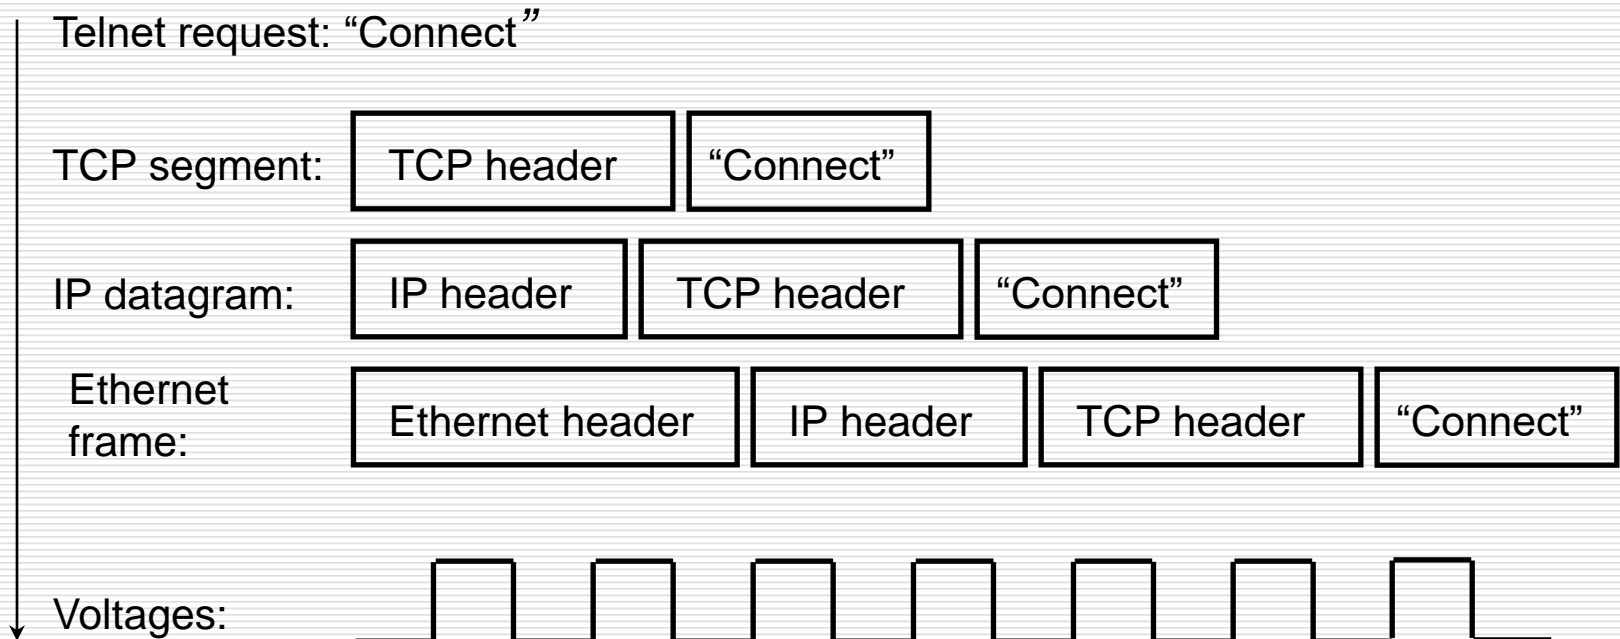 Telnet request: “Connect”
TCP segment: TCP header “Connect”
IP datagram: IP header TCP header “Connect”
Ethernet
frame: Ethernet header IP header TCP header “Connect”
Voltages: